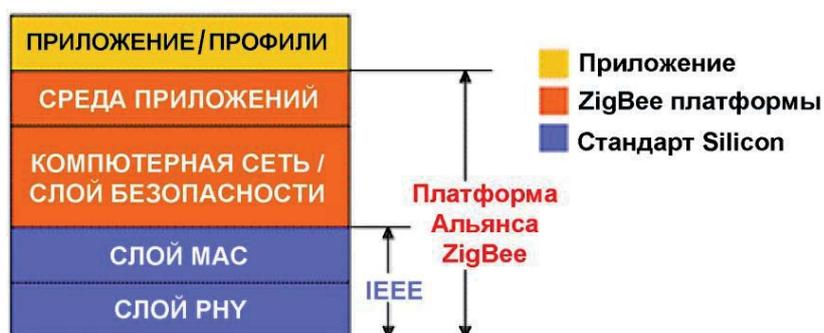 ПРИЛОЖЕНИЕ/ПРОФИЛИ
СРЕДА ПРИЛОЖЕНИЙ
КОМПЮТЕРНАЯ СЕТЬ /
СЛОЙ БЕЗОПАСНОСТИ
СЛОЙ MAC
СЛОЙ PHY
IEEE
Платформа
Альянса
ZigBee
Приложение
ZigBee платформы
Стандарт Silicon